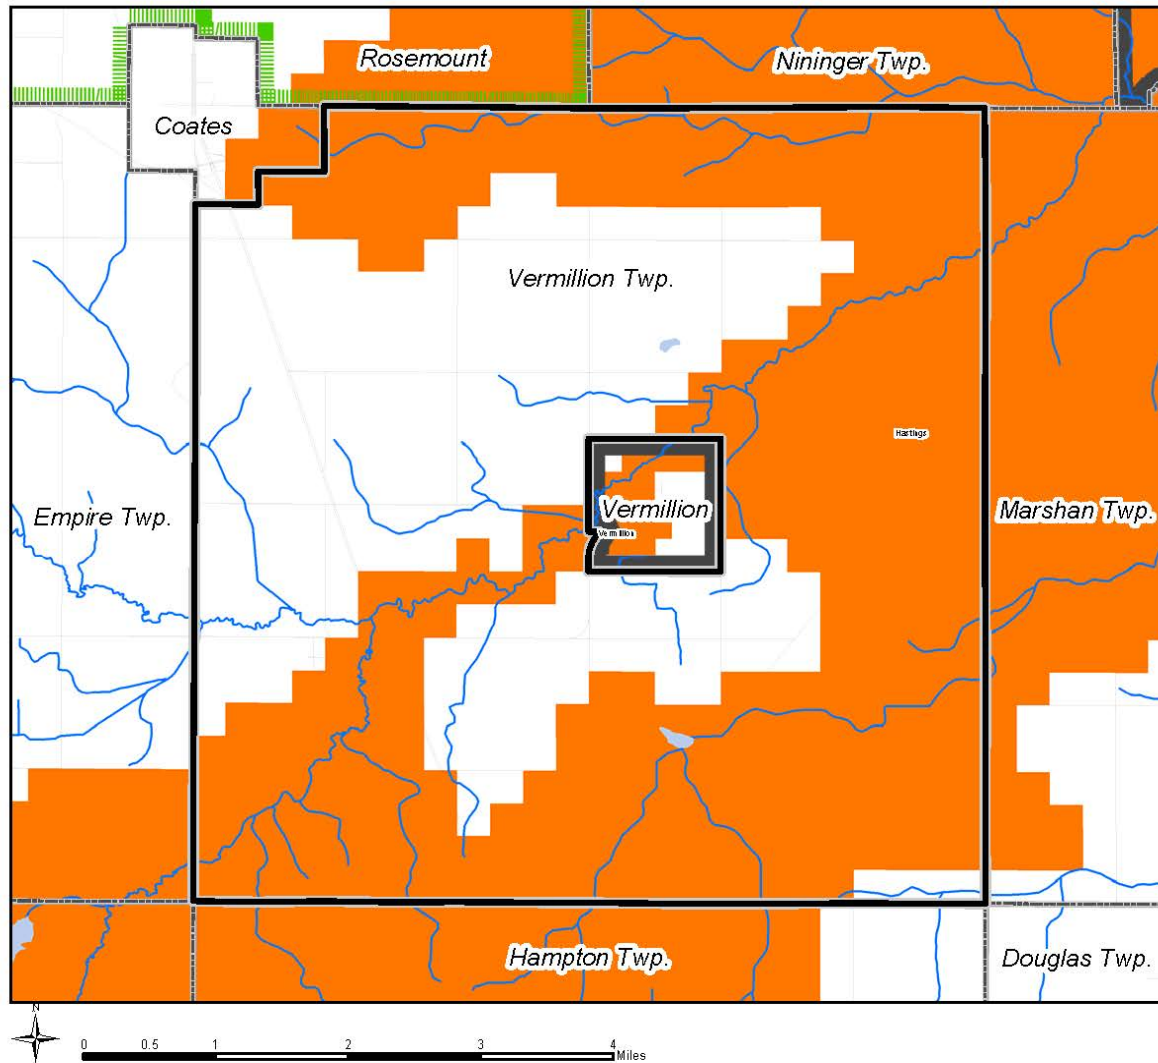 Rosemount
Nininger Twp.
Coates
Vermillion Twp.
Hastings
Empire Twp.
Vermillion
Marshan Twp.
Vermillion
Hampton Twp.
Douglas Twp.
N
0 0.5 1 2 3 4
Miles